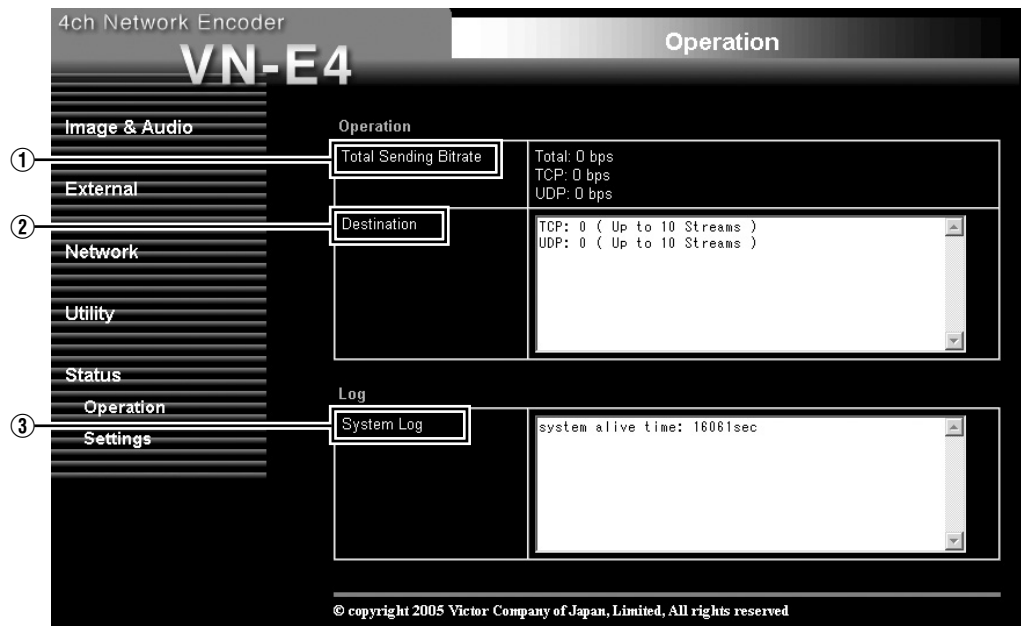 4ch Network Encoder
VN-E4
Operation
Image & Audio
External
Network
Utility
Status
Operation
Settings
Operation
① Total Sending Bitrate
Total: 0 bps
TCP: 0 bps
UDP: 0 bps
② Destination
TCP: 0 ( Up to 10 Streams )
UDP: 0 ( Up to 10 Streams )
Log
③ System Log
system alive time: 16061sec
© copyright 2005 Victor Company of Japan, Limited, All rights reserved